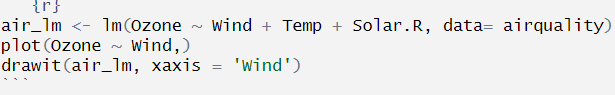 {r}
air_lm <- lm(Ozone ~ Wind + Temp + Solar.R, data= airquality)
plot(Ozone ~ Wind,)
drawit(air_lm, xaxis = 'Wind')
```